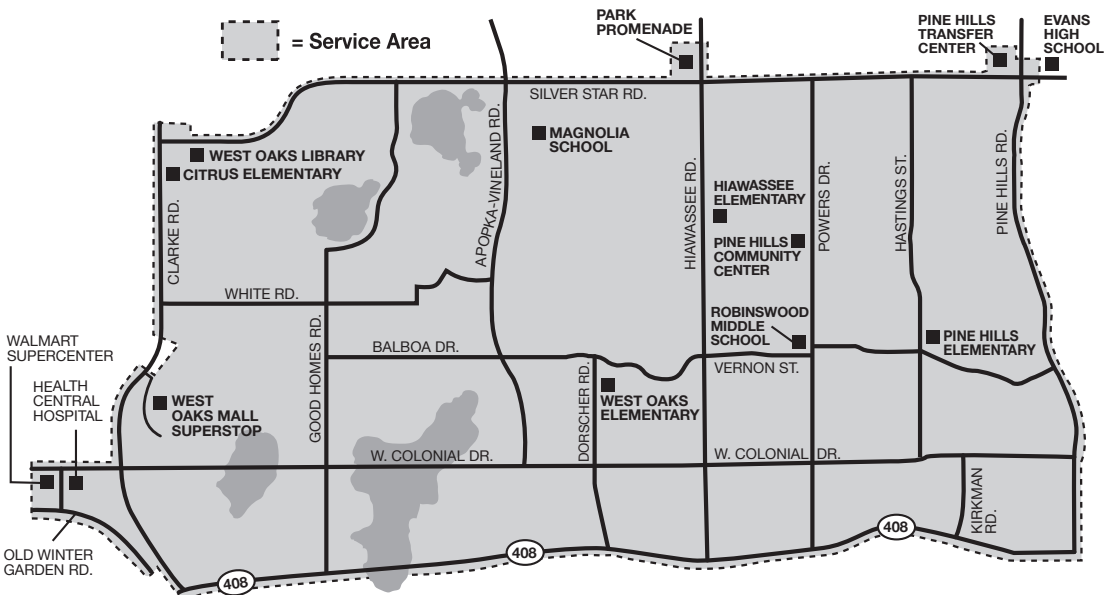 = Service Area
PARK
PROMENADE
PINE HILLS
TRANSFER
CENTER
EVANS
HIGH
SCHOOL
SILVER STAR RD.
MAGNOLIA
SCHOOL
WEST OAKS LIBRARY
CITRUS ELEMENTARY
CLARKE RD.
APOPKA-VINELAND RD.
HIAWASSEE RD.
HIAWASSEE
ELEMENTARY
PINE HILLS
COMMUNITY
CENTER
POWERS DR.
HASTINGS ST.
PINE HILLS RD.
WHITE RD.
GOOD HOMES RD.
BALBOA DR.
ROBINSWOOD
MIDDLE
SCHOOL
VERNON ST.
PINE HILLS
ELEMENTARY
WALMART
SUPERCENTER
HEALTH
CENTRAL
HOSPITAL
WEST
OAKS MALL
SUPERSTOP
DORSCHER RD.
WEST OAKS
ELEMENTARY
W. COLONIAL DR.
W. COLONIAL DR.
KIRKMAN
RD.
OLD WINTER
GARDEN RD.
408
408
408